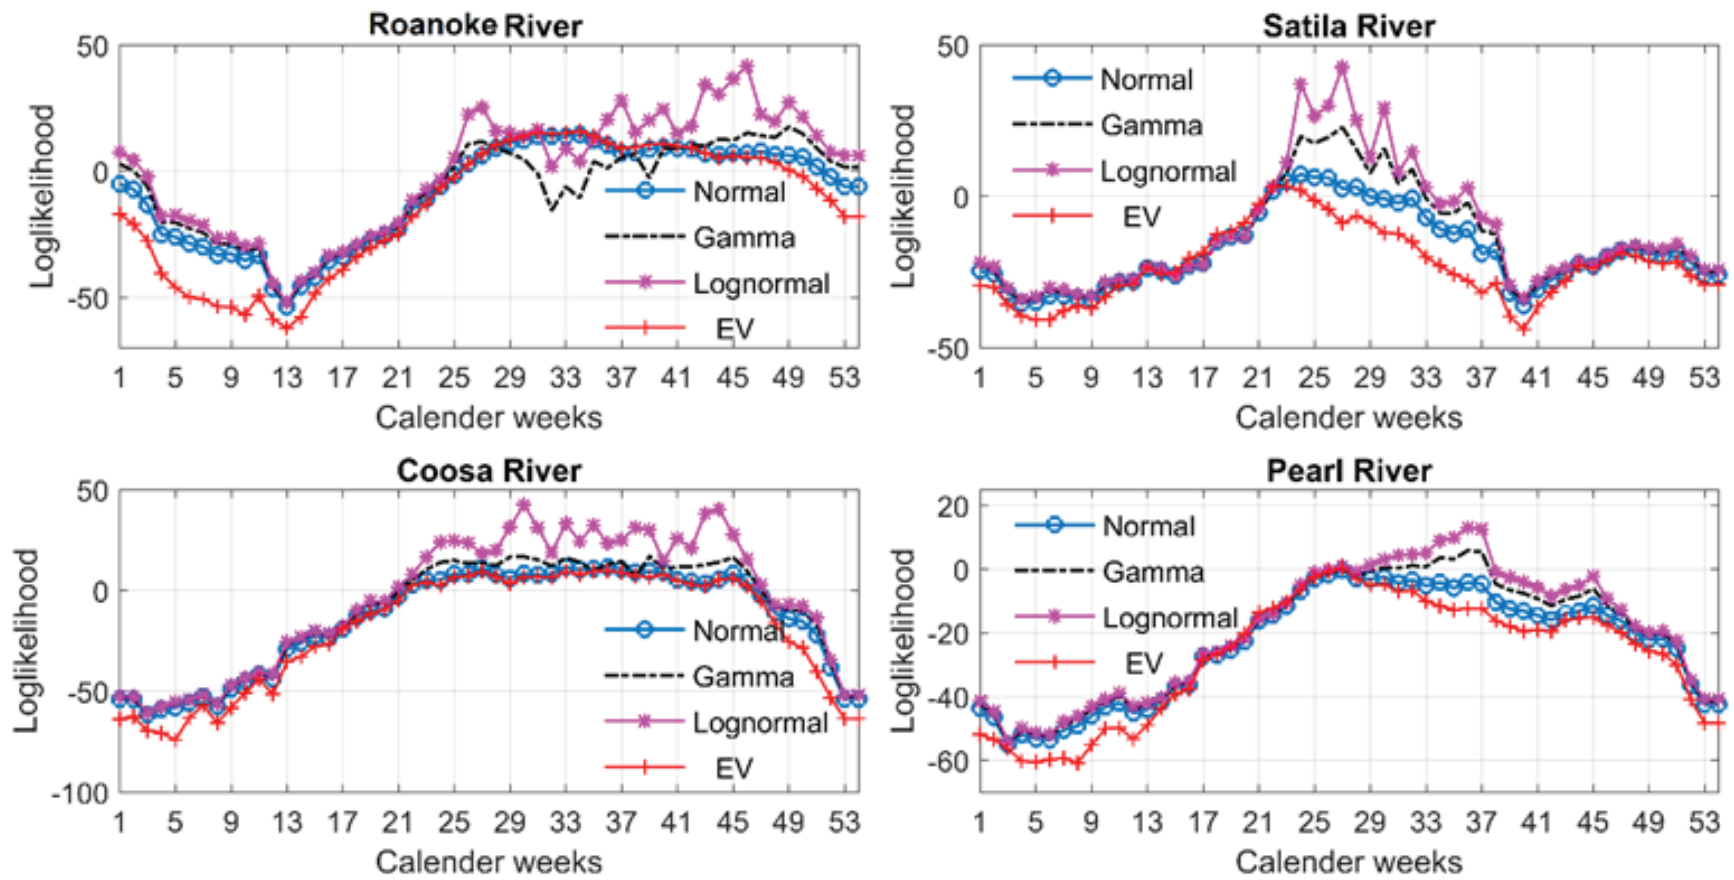 Roanoke River
50
0
-50
Loglikelihood
Normal
Gamma
Lognormal
EV
1 5 9 13 17 21 25 29 33 37 41 45 49 53
Calender weeks
Satila River
50
0
-50
Loglikelihood
Normal
Gamma
Lognormal
EV
1 5 9 13 17 21 25 29 33 37 41 45 49 53
Calender weeks
Coosa River
50
0
-50
-100
Loglikelihood
Normal
Gamma
Lognormal
EV
1 5 9 13 17 21 25 29 33 37 41 45 49 53
Calender weeks
Pearl River
20
0
-20
-40
-60
Loglikelihood
Normal
Gamma
Lognormal
EV
1 5 9 13 17 21 25 29 33 37 41 45 49 53
Calender weeks